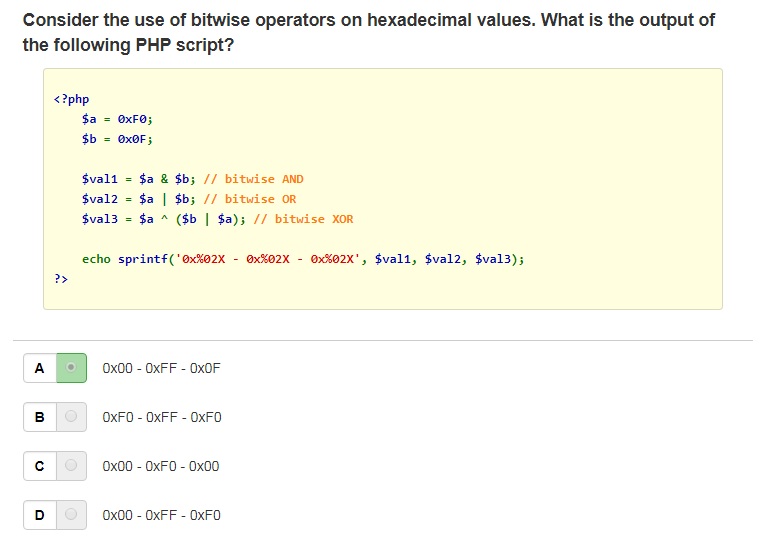 Consider the use of bitwise operators on hexadecimal values. What is the output of
the following PHP script?
<?php
$a = 0xF0;
$b = 0x0F;
$val1 = $a & $b; // bitwise AND
$val2 = $a | $b; // bitwise OR
$val3 = $a ^ ($b | $a); // bitwise XOR
echo sprintf('0x%02X - 0x%02X - 0x%02X', $val1, $val2, $val3);
?>
A 0x00 - 0xFF - 0x0F
B 0xF0 - 0xFF - 0xF0
C 0x00 - 0xF0 - 0x00
D 0x00 - 0xFF - 0xF0